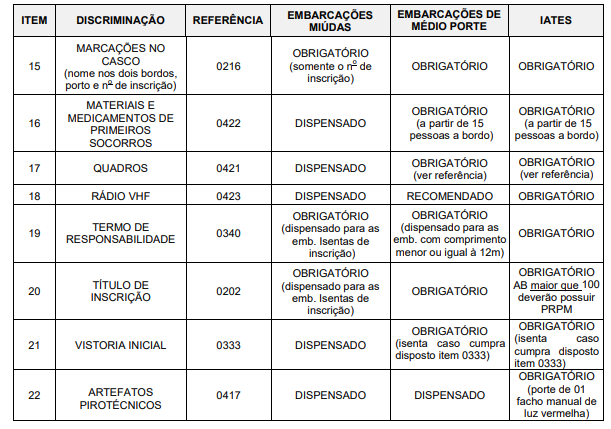 ITEM DISCRIMINAÇÃO REFERÊNCIA EMBARCAÇÕES MIÚDAS EMBARCAÇÕES DE MÉDIO PORTE IATES
15 MARCAÇÕES NO CASCO (nome nos dois bordos, porto e nº de inscrição) 0216 OBRIGATÓRIO (somente o nº de inscrição) OBRIGATÓRIO OBRIGATÓRIO
16 MATERIAIS E MEDICAMENTOS DE PRIMEIROS SOCORROS 0422 DISPENSADO OBRIGATÓRIO (a partir de 15 pessoas a bordo) OBRIGATÓRIO (a partir de 15 pessoas a bordo)
17 QUADROS 0421 DISPENSADO OBRIGATÓRIO (ver referência) OBRIGATÓRIO (ver referência)
18 RÁDIO VHF 0423 DISPENSADO RECOMENDADO OBRIGATÓRIO
19 TERMO DE RESPONSABILIDADE 0340 OBRIGATÓRIO (dispensado para as emb. Isentas de inscrição) OBRIGATÓRIO (dispensado para as emb. com comprimento menor ou igual à 12m) OBRIGATÓRIO
20 TÍTULO DE INSCRIÇÃO 0202 OBRIGATÓRIO (dispensado para as emb. Isentas de inscrição) OBRIGATÓRIO OBRIGATÓRIO AB maior que 100 deverão possuir PRPM
21 VISTORIA INICIAL 0333 DISPENSADO OBRIGATÓRIO (isenta caso cumpra disposto item 0333) OBRIGATÓRIO (isenta caso cumpra disposto item 0333)
22 ARTEFATOS PIROTÉCNICOS 0417 DISPENSADO DISPENSADO OBRIGATÓRIO (porte de 01 facho manual de luz vermelha)